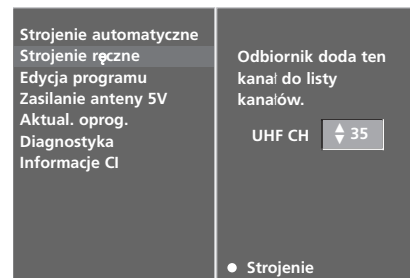 Strojenie automatyczne
Strojenie ręczne
Edycja programu
Zasilanie anteny 5V
Aktual. oprog.
Diagnostyka
Informacje CI
Odbiornik doda ten
kanał do listy
kanałów.
UHF CH 35
Strojenie